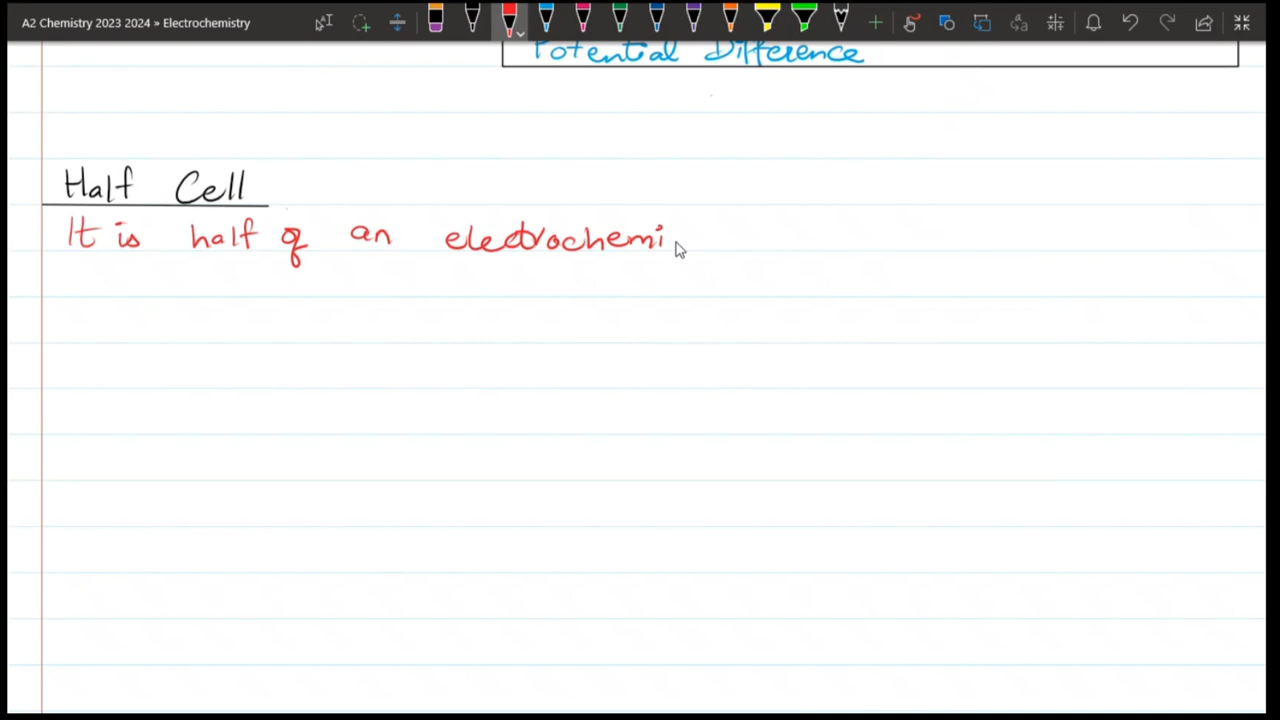 A2 Chemistry 2023 2024 » Electrochemistry
Potential Difference
Half Cell
It is half of an electrochemi